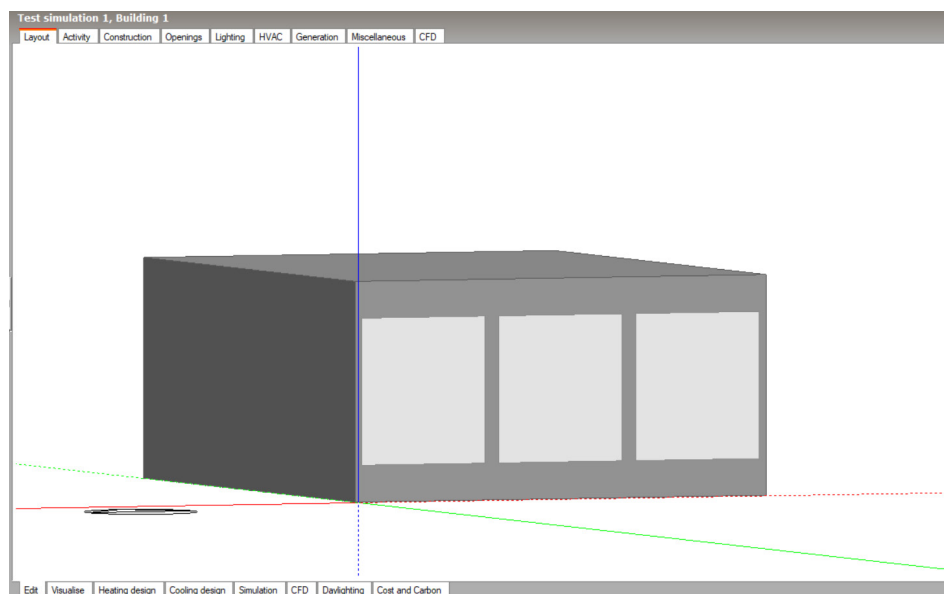 Test simulation 1, Building 1
Layout Activity Construction Openings Lighting HVAC Generation Miscellaneous CFD
Edit Visualise Heating design Cooling design Simulation CFD Daylighting Cost and Carbon